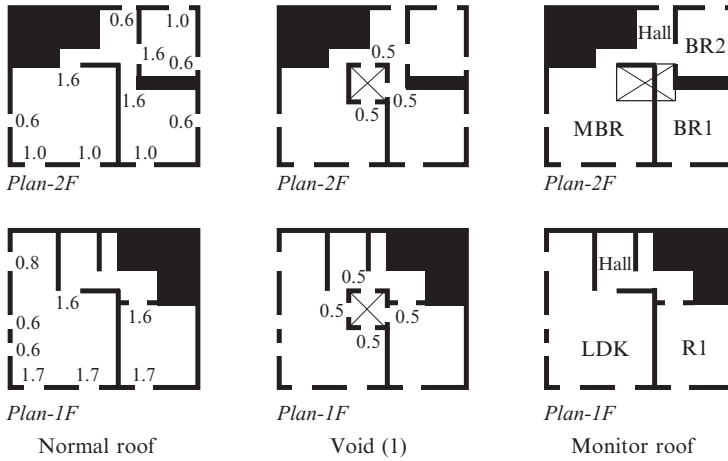 0.6
1.0
1.6
0.6
1.6
1.6
0.6
0.6
1.0
1.0
1.0
Plan-2F
0.5
0.5
0.5
Plan-2F
Hall
BR2
MBR
BR1
Plan-2F
0.8
1.6
1.6
0.6
0.6
1.7
1.7
1.7
Plan-1F
0.5
0.5
0.5
0.5
Plan-1F
Hall
LDK
R1
Plan-1F
Normal roof
Void (1)
Monitor roof